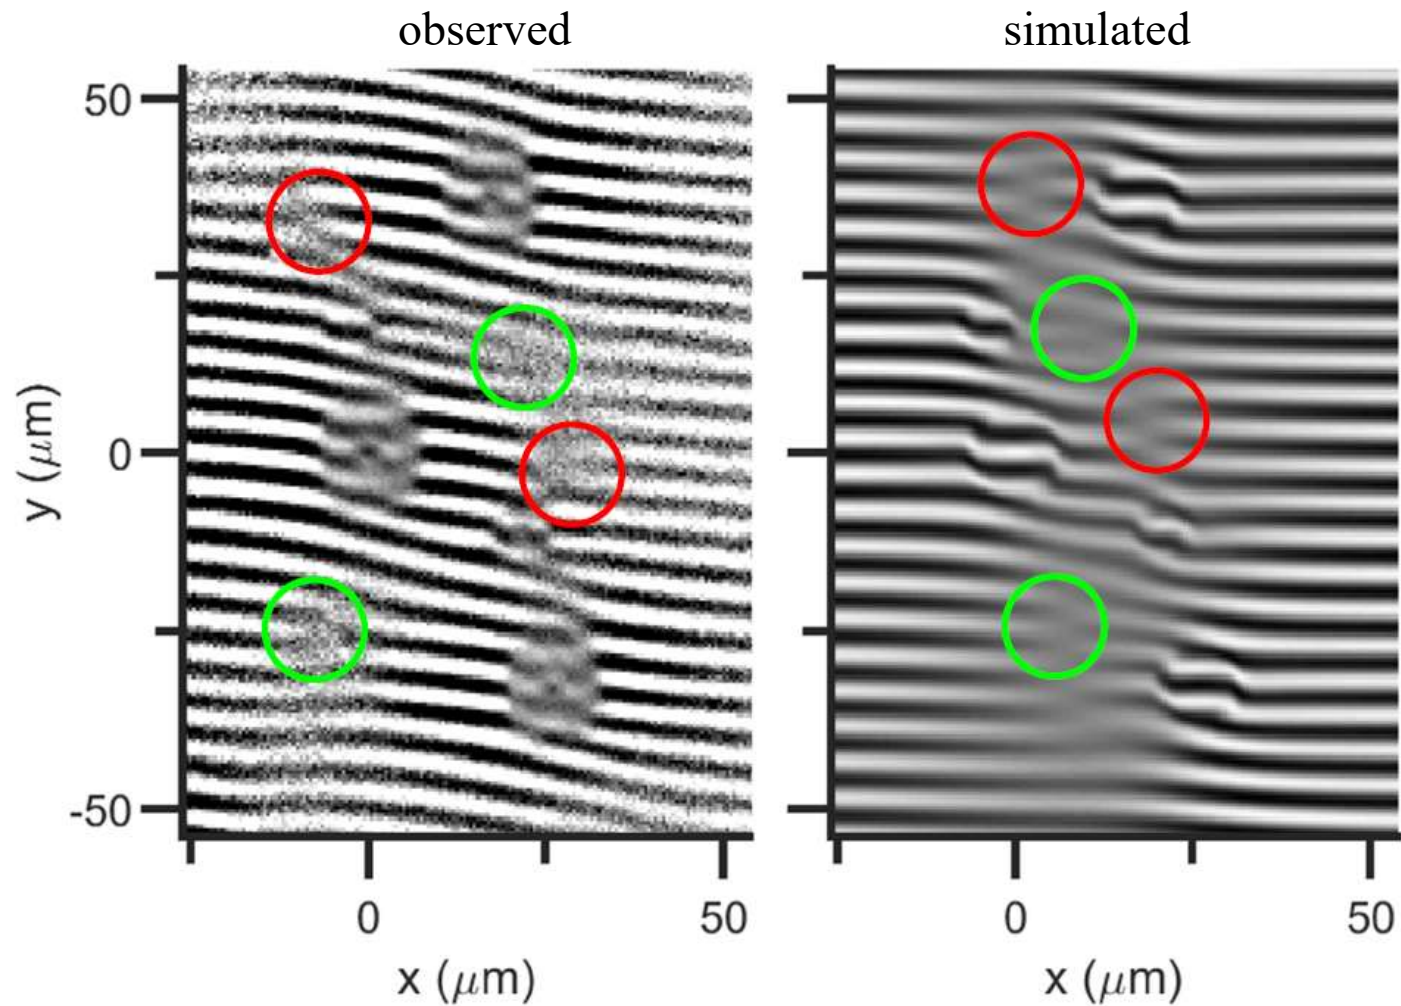 observed simulated
50
0
-50
y (μm)
0 50 0 50
x (μm) x (μm)